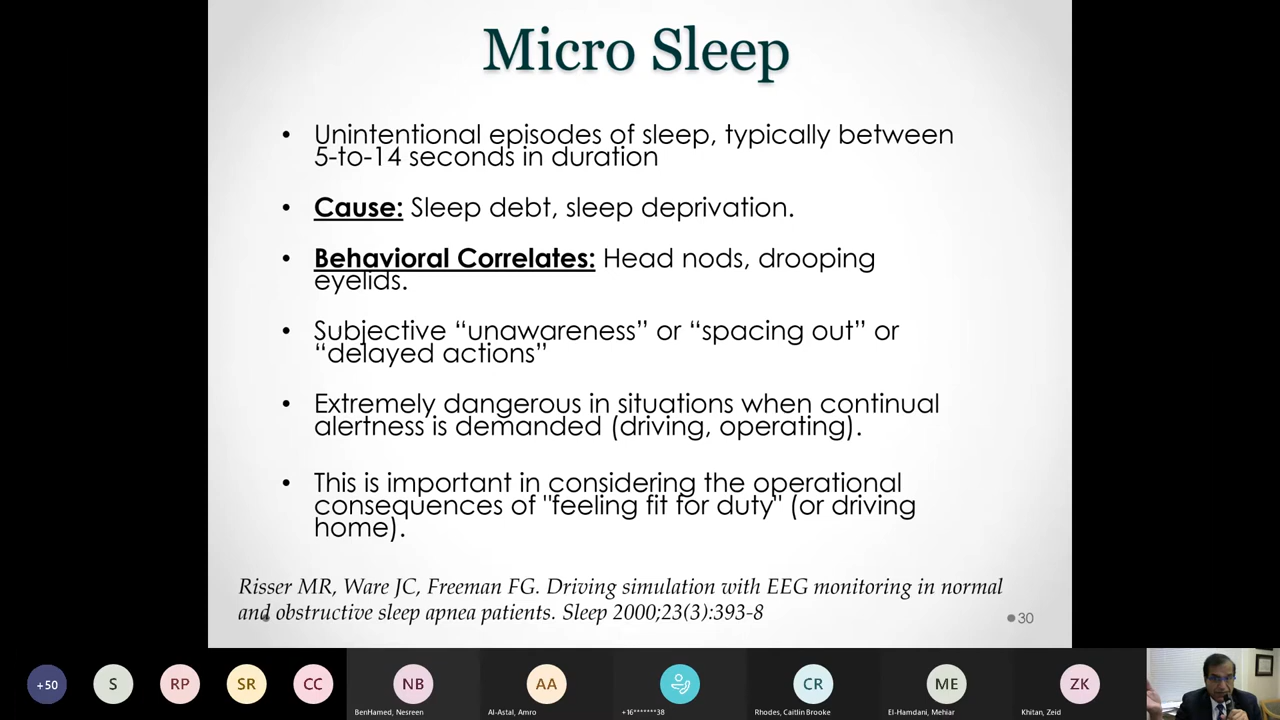 Micro Sleep
• Unintentional episodes of sleep, typically between
5-to-14 seconds in duration
• Cause: Sleep debt, sleep deprivation.
• Behavioral Correlates: Head nods, drooping
eyelids.
• Subjective “unawareness” or “spacing out” or
“delayed actions”
• Extremely dangerous in situations when continual
alertness is demanded (driving, operating).
• This is important in considering the operational
consequences of "feeling fit for duty" (or driving
home).
Risser MR, Ware JC, Freeman FG. Driving simulation with EEG monitoring in normal
and obstructive sleep apnea patients. Sleep 2000;23(3):393-8
30
+50 S RP SR CC NB AA CR ME ZK
BenHamed, Nesreen Al-Astal, Amro +16*******38 Rhodes, Caitlin Brooke El-Hamdani, Mehiar Khitan, Zeid